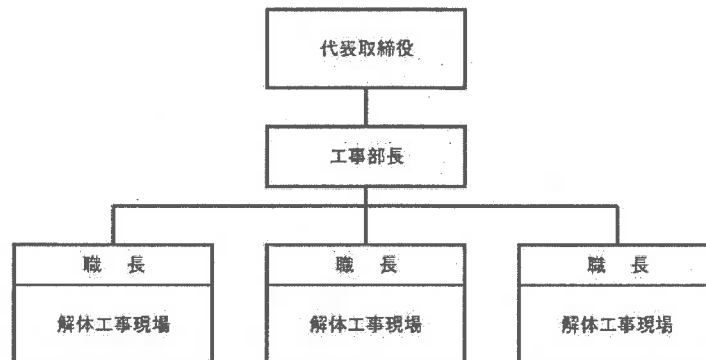 代表取締役
工事部長
職 長
職 長
職 長
解体工事現場
解体工事現場
解体工事現場